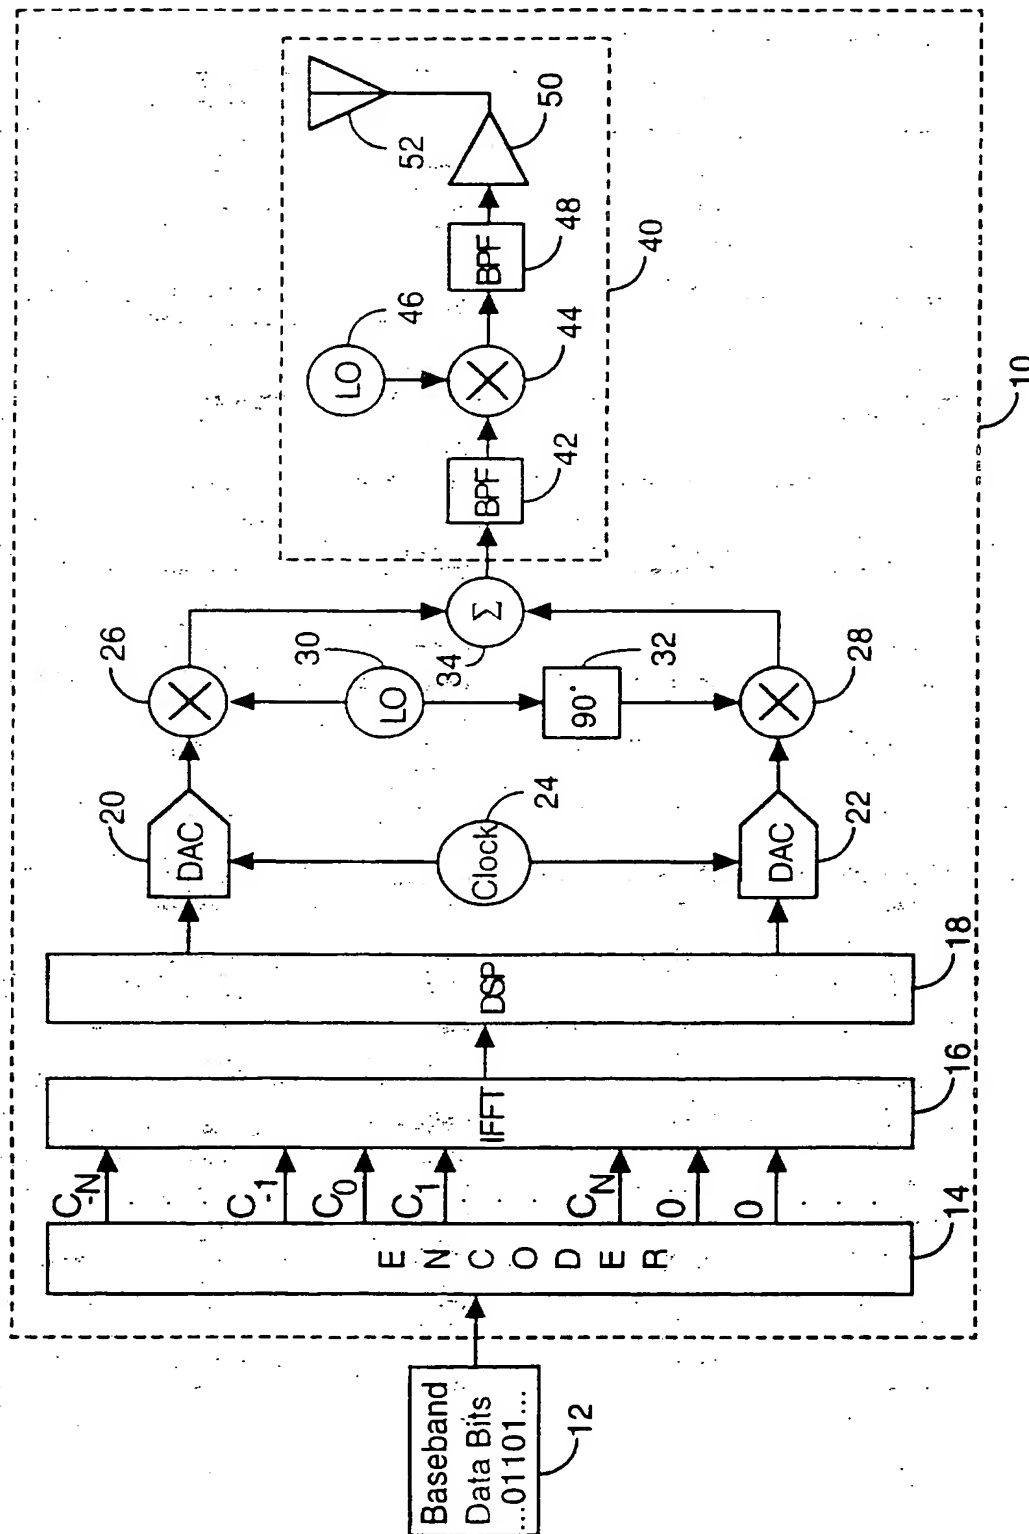 Baseband
Data Bits
...01101...
12
ENCODER
14
C-N
C-1
C0
C1
CN
0
0
IFFT
16
DSP
18
DAC
20
Clock
24
DAC
22
26
LO
30
90°
32
28
Σ
34
BPF
42
LO
46
44
BPF
48
50
52
40
10